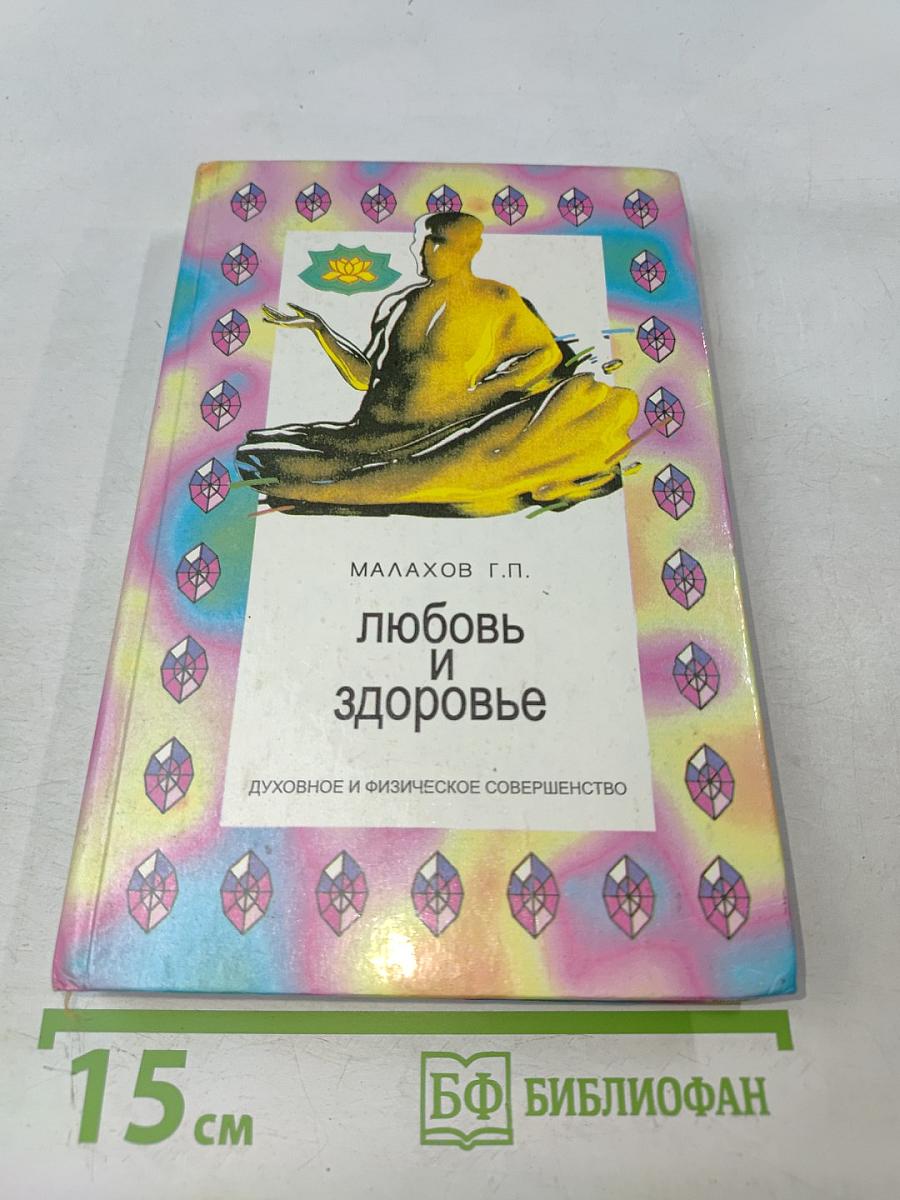 МАЛАХОВ Г.П.
любовь
и
здоровье
ДУХОВНОЕ И ФИЗИЧЕСКОЕ СОВЕРШЕНСТВО
15 см
БФ БИБЛИОФАН